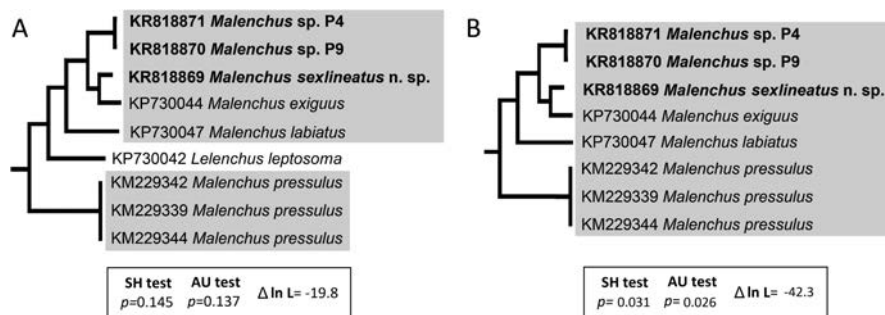 A
KR818871 Malenchus sp. P4
KR818870 Malenchus sp. P9
KR818869 Malenchus sexlineatus n. sp.
KP730044 Malenchus exiguus
KP730047 Malenchus labiatus
KP730042 Lelenchus leptosoma
KM229342 Malenchus pressulus
KM229339 Malenchus pressulus
KM229344 Malenchus pressulus
SH test AU test Δ ln L= -19.8
p=0.145 p=0.137
B
KR818871 Malenchus sp. P4
KR818870 Malenchus sp. P9
KR818869 Malenchus sexlineatus n. sp.
KP730044 Malenchus exiguus
KP730047 Malenchus labiatus
KM229342 Malenchus pressulus
KM229339 Malenchus pressulus
KM229344 Malenchus pressulus
SH test AU test Δ ln L= -42.3
p= 0.031 p= 0.026